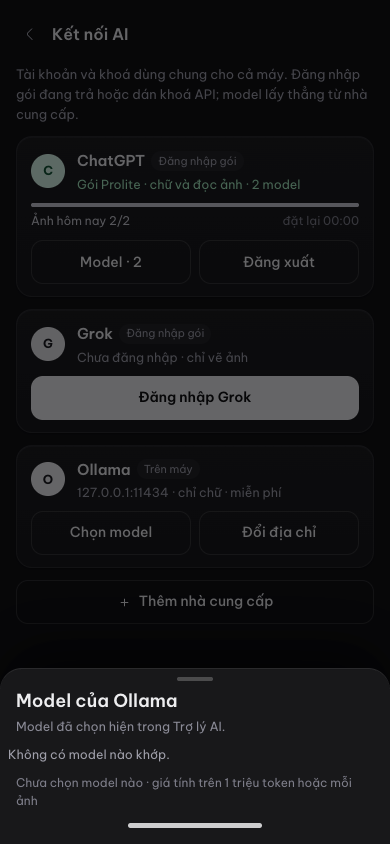 Kết nối AI
Tài khoản và khoá dùng chung cho cả máy. Đăng nhập
gói đang trả hoặc dán khoá API; model lấy thẳng từ nhà
cung cấp.
C
ChatGPT Đăng nhập gói
Gói Prolite · chữ và đọc ảnh · 2 model
Ảnh hôm nay 2/2 đặt lại 00:00
Model · 2 Đăng xuất
G
Grok Đăng nhập gói
Chưa đăng nhập · chỉ vẽ ảnh
Đăng nhập Grok
O
Ollama Trên máy
127.0.0.1:11434 · chỉ chữ · miễn phí
Chọn model Đổi địa chỉ
+ Thêm nhà cung cấp
Model của Ollama
Model đã chọn hiện trong Trợ lý AI.
Không có model nào khớp.
Chưa chọn model nào · giá tính trên 1 triệu token hoặc mỗi
ảnh